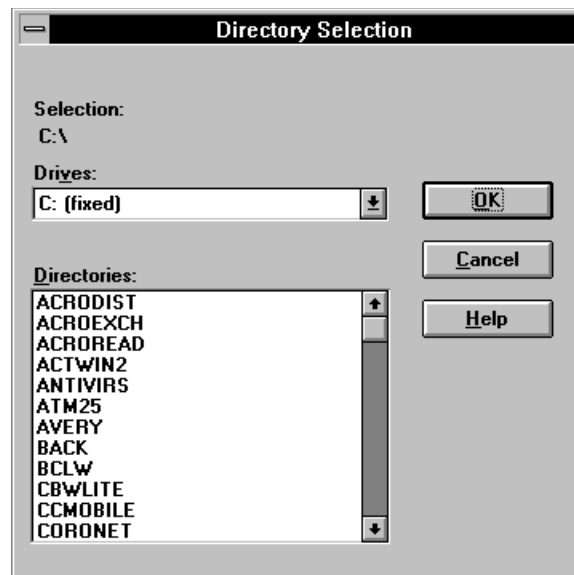 Directory Selection
Selection:
C:\
Drives:
C: (fixed)
OK
Cancel
Directories:
Help
ACRODIST
ACROEXCH
ACROREAD
ACTWIN2
ANTIVIRS
ATM25
AVERY
BACK
BCLW
CBWLITE
CCMOBILE
CORONET